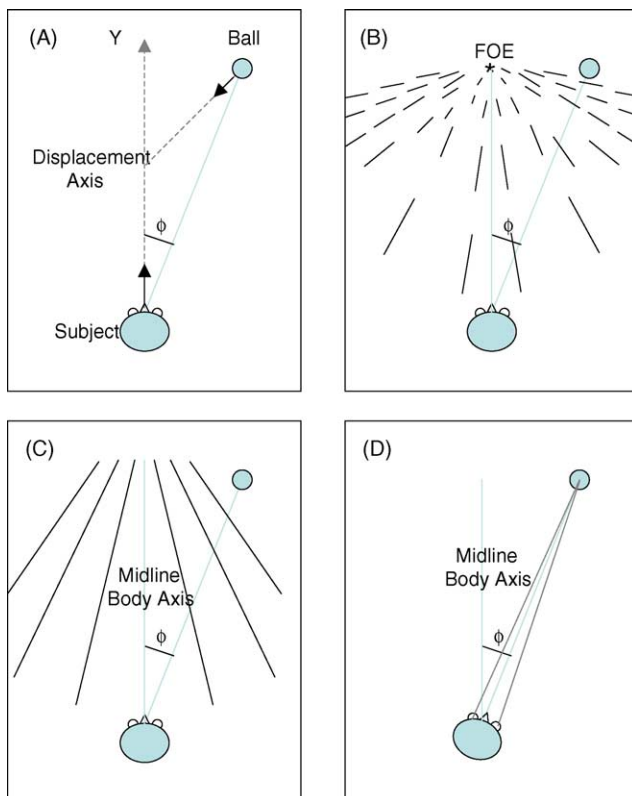 (A)
Y
Ball
Displacement
Axis
ϕ
Subject
(B)
FOE
*
ϕ
(C)
Midline
Body Axis
ϕ
(D)
Midline
Body Axis
ϕ